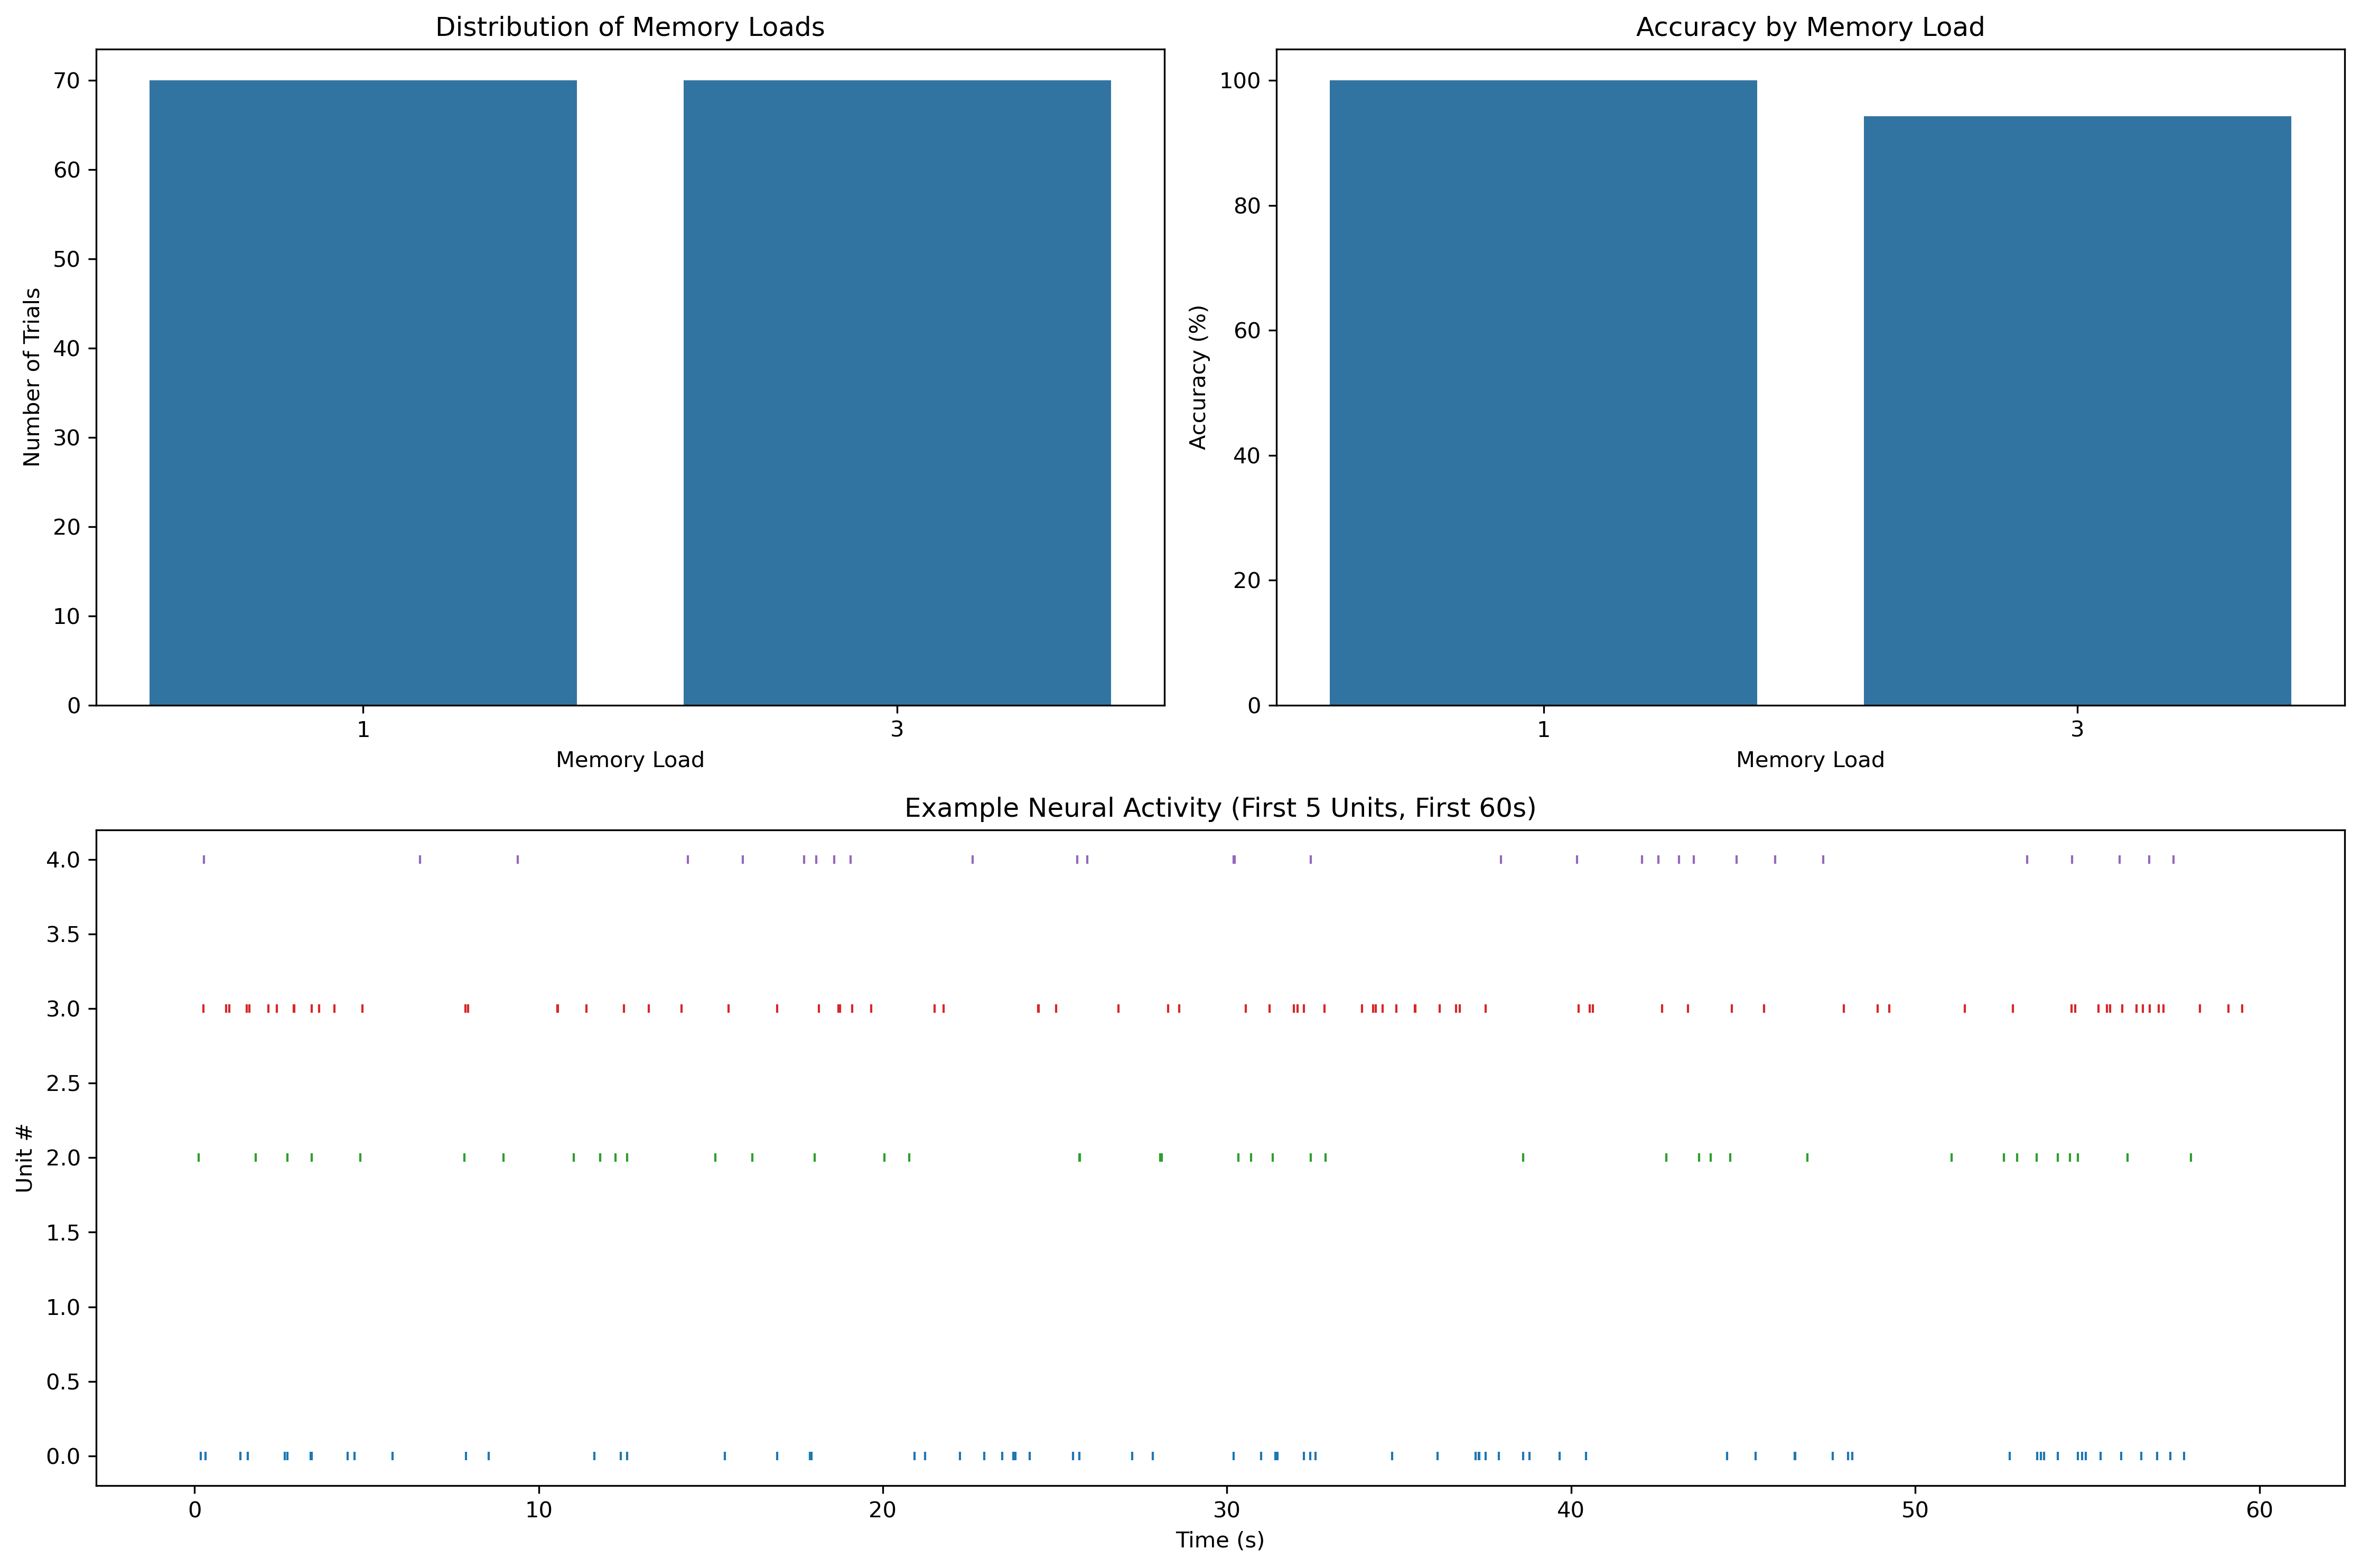 Distribution of Memory Loads
70
60
50
40
30
20
10
0
Number of Trials
1 3
Memory Load
Accuracy by Memory Load
100
80
60
40
20
0
Accuracy (%)
1 3
Memory Load
Example Neural Activity (First 5 Units, First 60s)
4.0
3.5
3.0
2.5
2.0
1.5
1.0
0.5
0.0
Unit #
0 10 20 30 40 50 60
Time (s)